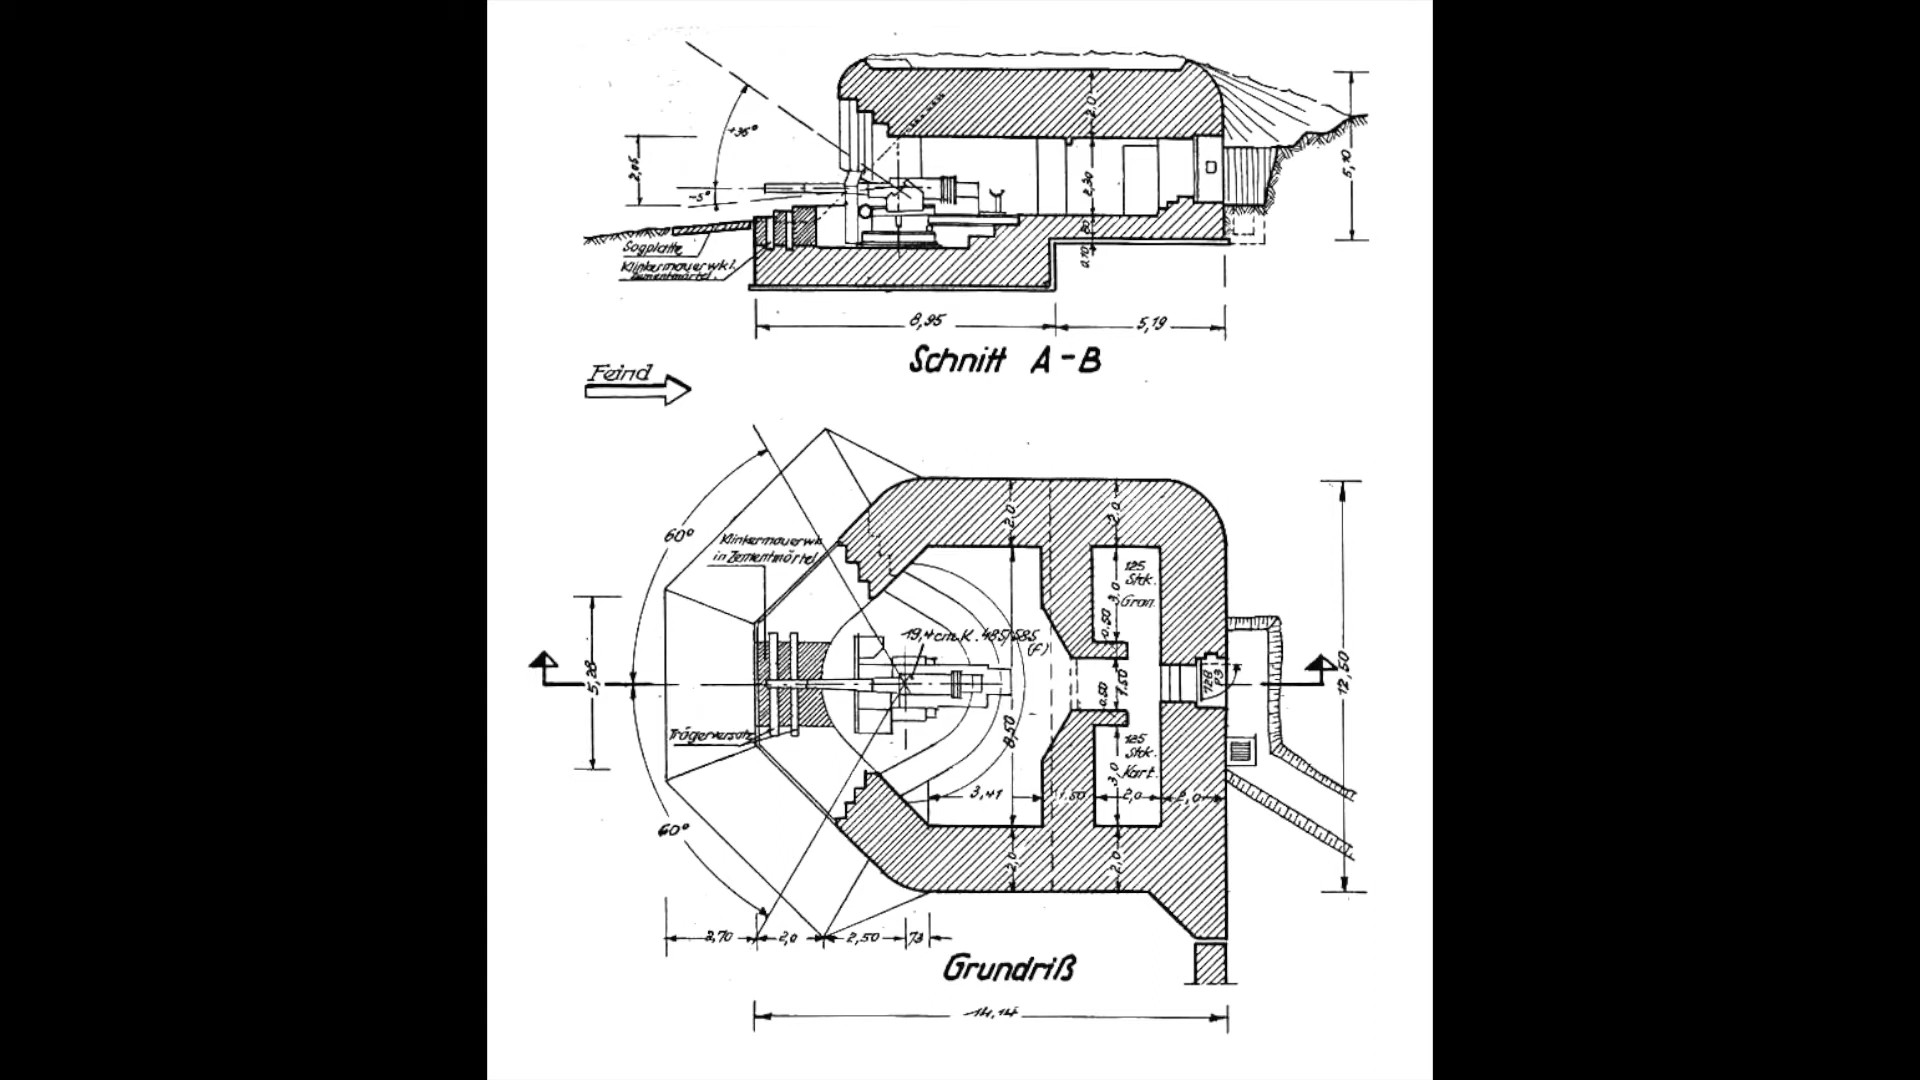 +36°
2,05
-5°
2,0
2,30
5,10
60
0,10
Sogplatte
Klinkermauerwk i.
Zementmörtel.
8,95
5,19
Schnitt A-B
Feind
60°
Klinkermauerwk.
in Zementmörtel
2,0
2,0
125
Stck.
Gran.
3,0
0,50
19,4 cm K. 485/585
(f)
5,28
1,50
0,50
12,50
Trägerversatz
8,50
125
Stck.
Kart.
3,0
3,41
1.50
2,0
2,0
60°
2,0
2,0
2,70
2,0
2,50
73
Grundriß
14,14